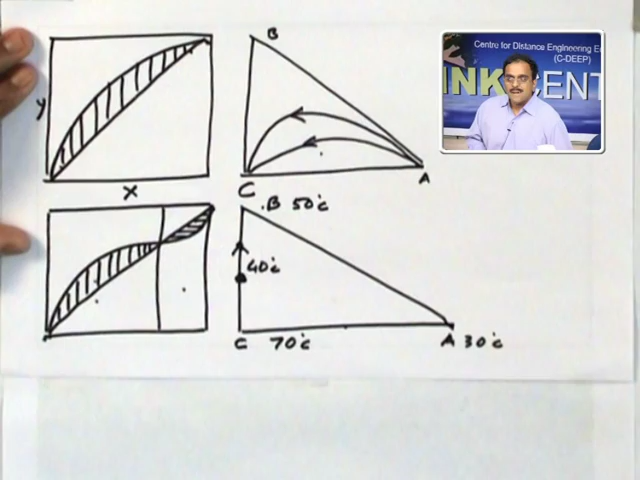 Centre for Distance Engineering E
(C-DEEP)
INK CENT
y
X
B
C
A
B 50°C
40°C
C 70°C
A 30°C